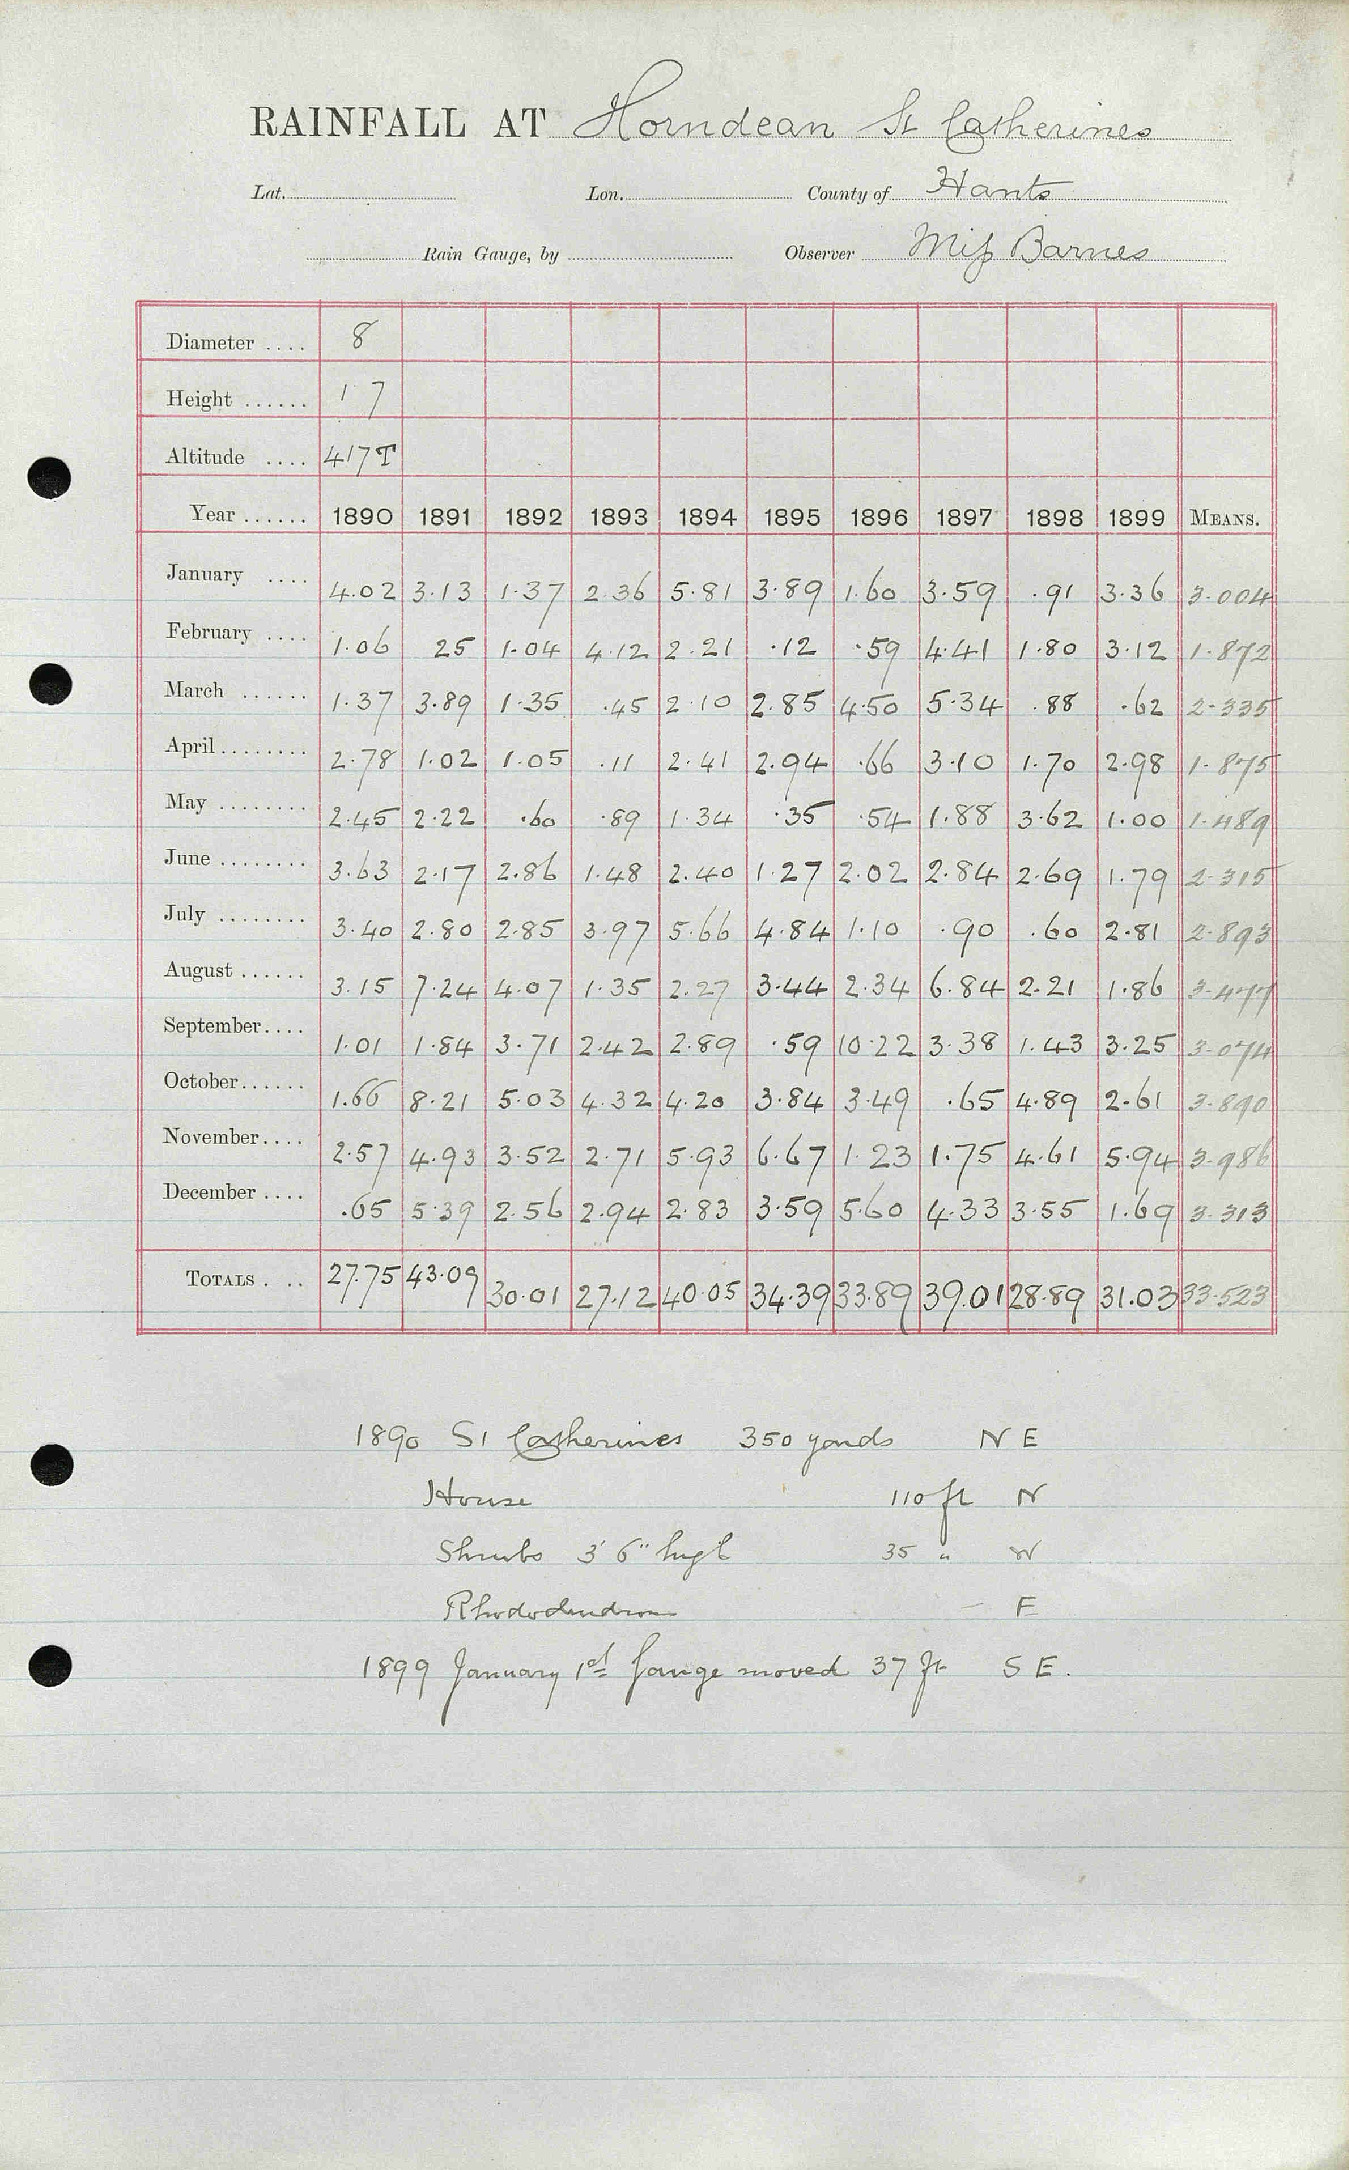 RAINFALL AT Horndean St Catherines
Lat. Lon. County of Hants
Rain Gauge, by Observer Miss Barnes
Diameter .... 8
Height ...... 1 7
Altitude .... 417T
Year ...... 1890 1891 1892 1893 1894 1895 1896 1897 1898 1899 MEANS.
January .... 4.02 3.13 1.37 2.36 5.81 3.89 1.60 3.59 .91 3.36 3.004
February .... 1.06 25 1.04 4.12 2.21 .12 .59 4.41 1.80 3.12 1.872
March ...... 1.37 3.89 1.35 .45 2.10 2.85 4.50 5.34 .88 .62 2.335
April ........ 2.78 1.02 1.05 .11 2.41 2.94 .66 3.10 1.70 2.98 1.875
May ........ 2.45 2.22 .60 .89 1.34 .35 .54 1.88 3.62 1.00 1.489
June ........ 3.63 2.17 2.86 1.48 2.40 1.27 2.02 2.84 2.69 1.79 2.315
July ........ 3.40 2.80 2.85 3.97 5.66 4.84 1.10 .90 .60 2.81 2.893
August ...... 3.15 7.24 4.07 1.35 2.27 3.44 2.34 6.84 2.21 1.86 3.477
September .... 1.01 1.84 3.71 2.42 2.89 .59 10.22 3.38 1.43 3.25 3.074
October ...... 1.66 8.21 5.03 4.32 4.20 3.84 3.49 .65 4.89 2.61 3.890
November .... 2.57 4.93 3.52 2.71 5.93 6.67 1.23 1.75 4.61 5.94 3.986
December .... .65 5.39 2.56 2.94 2.83 3.59 5.60 4.33 3.55 1.69 3.313
TOTALS . .. 27.75 43.09 30.01 27.12 40.05 34.39 33.89 39.01 28.89 31.03 33.523
1890 St Catherines 350 yards N E
House 110 ft N
Shrubs 3' 6" high 35 " W
Rhododendron — E
1899 January 1st Gauge moved 37 ft S E.